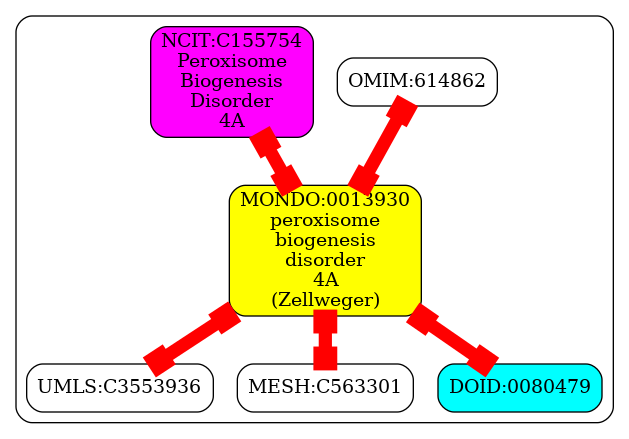 NCIT:C155754
Peroxisome
Biogenesis
Disorder
4A
OMIM:614862
MONDO:0013930
peroxisome
biogenesis
disorder
4A
(Zellweger)
UMLS:C3553936
MESH:C563301
DOID:0080479